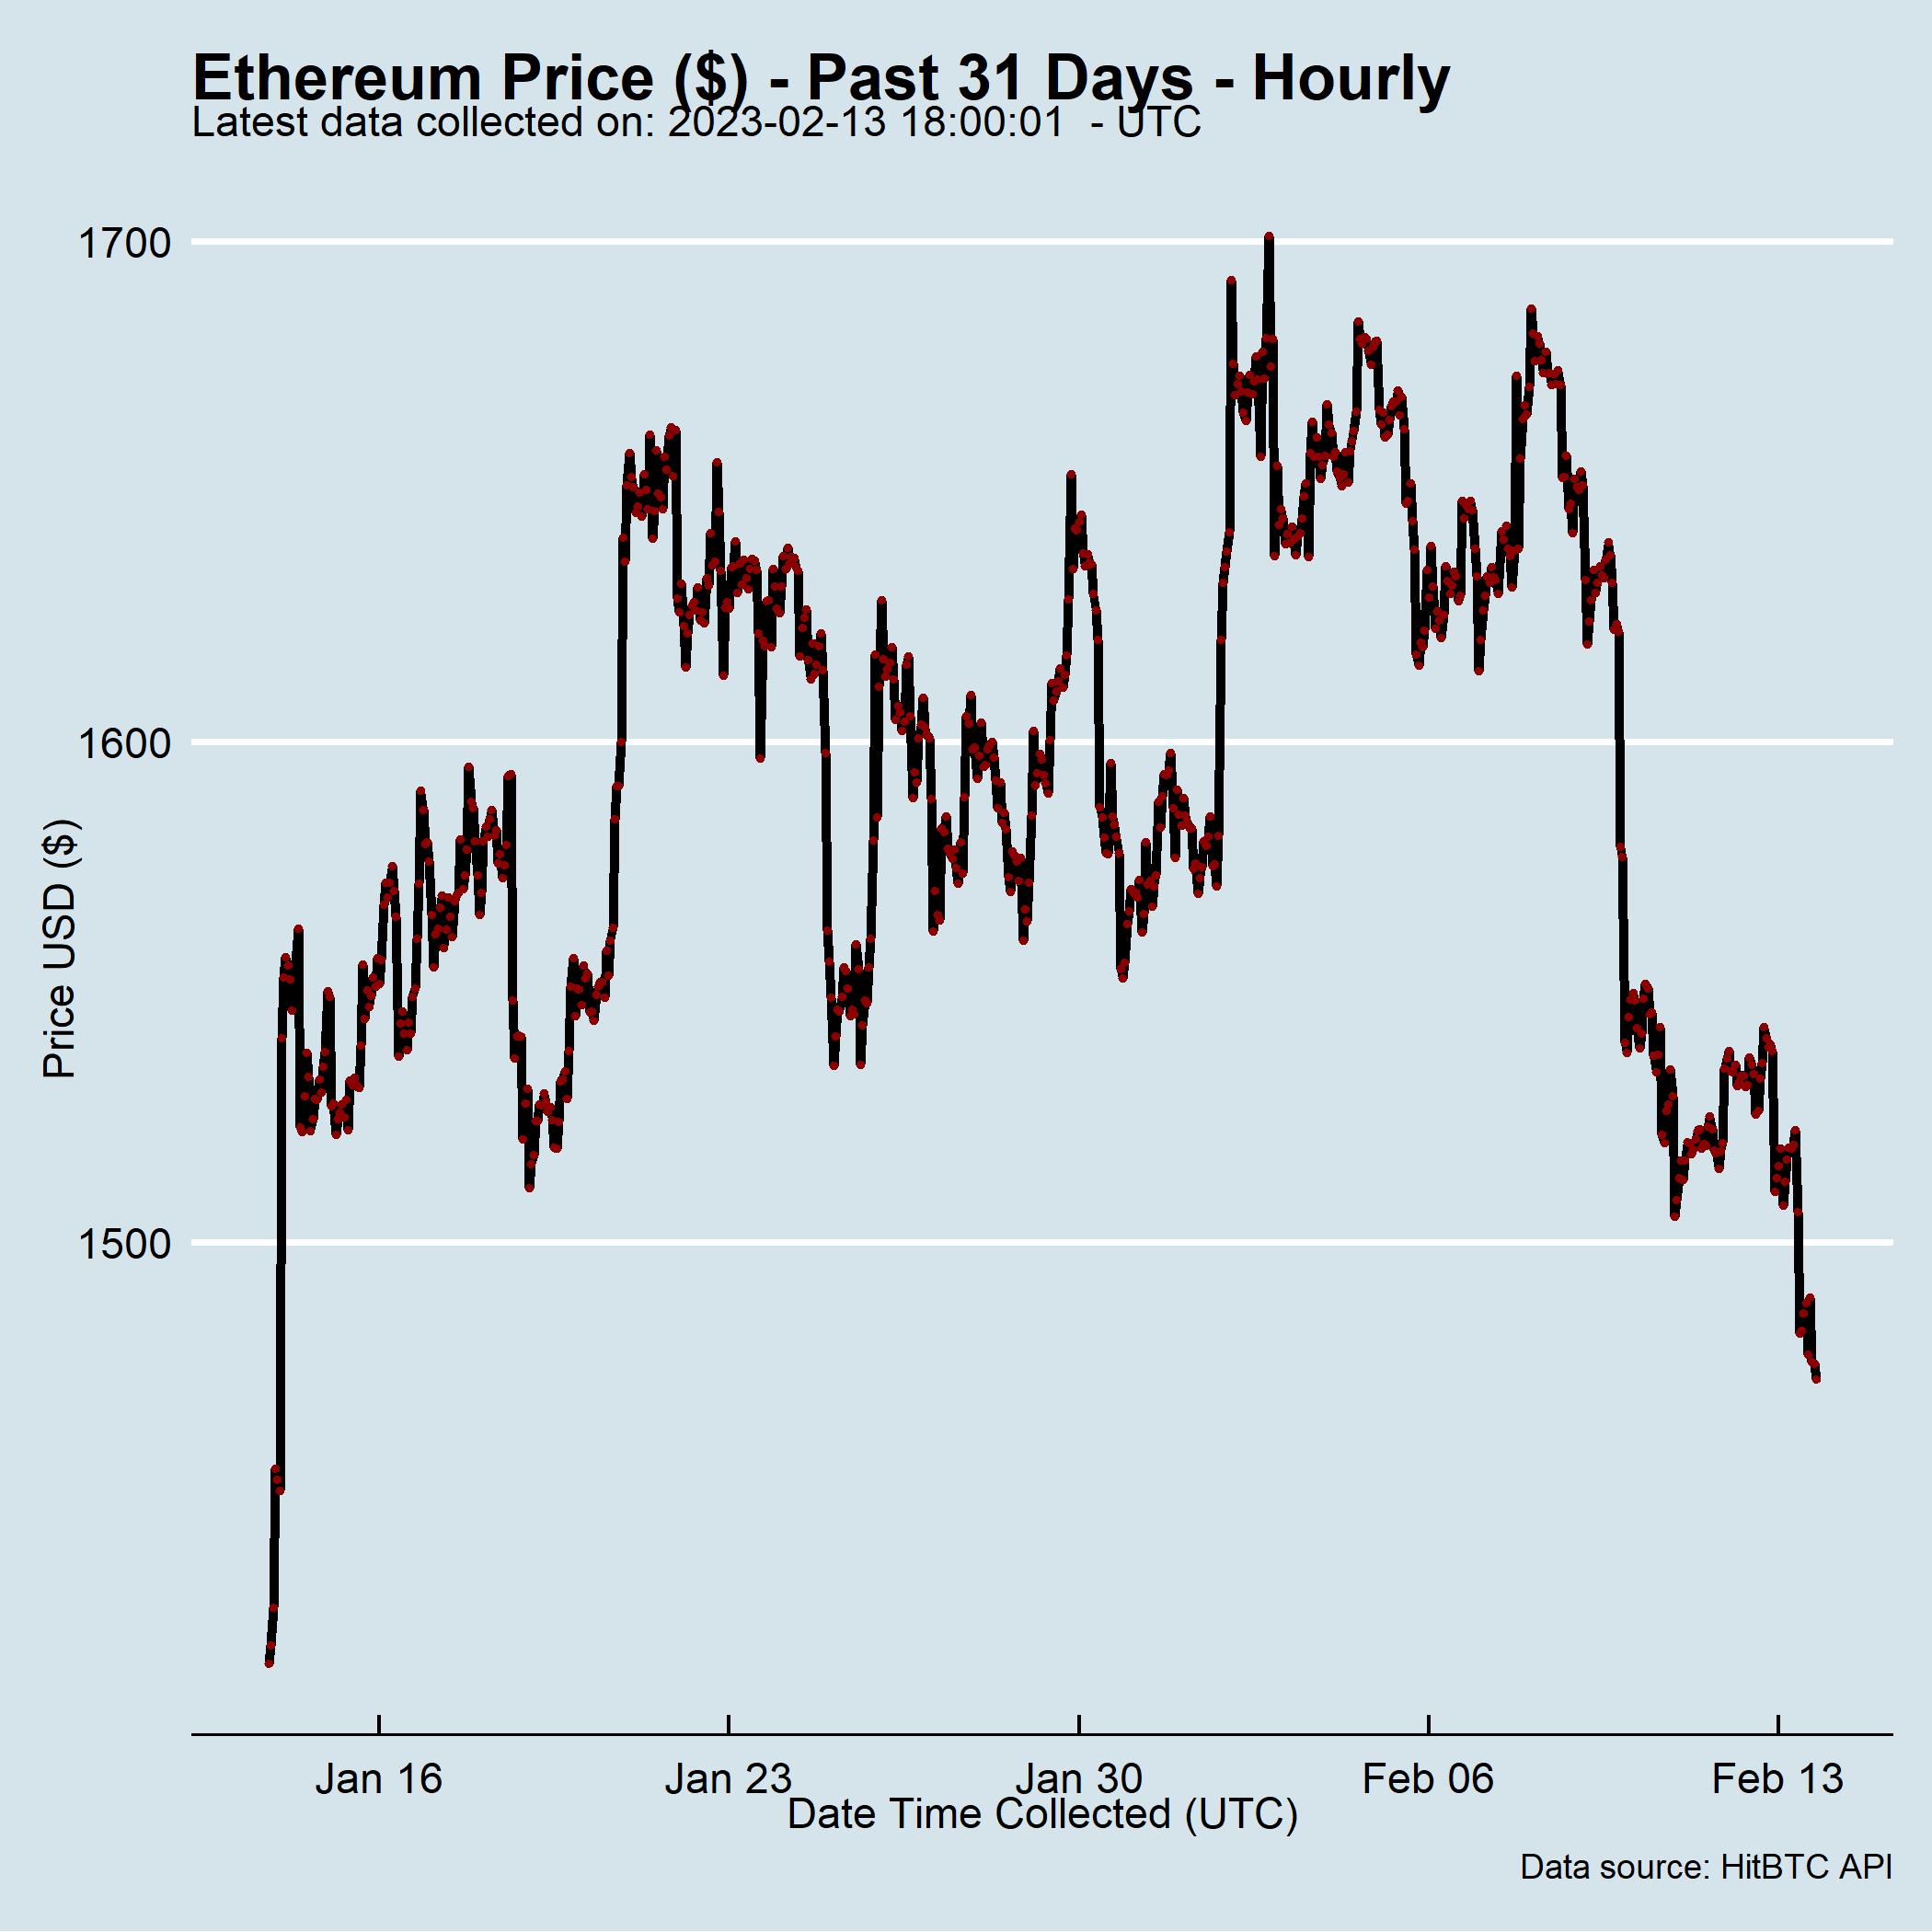 Ethereum Price ($) - Past 31 Days - Hourly
Latest data collected on: 2023-02-13 18:00:01  - UTC
1700
1600
1500
Price USD ($)
Jan 16
Jan 23
Jan 30
Feb 06
Feb 13
Date Time Collected (UTC)
Data source: HitBTC API